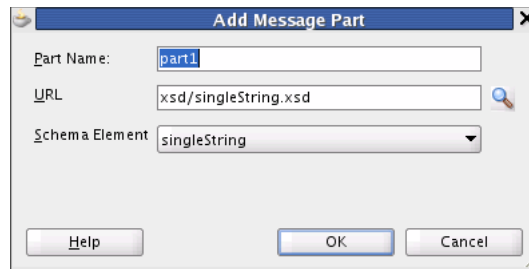 Add Message Part
Part Name: part1
URL xsd/singleString.xsd
Schema Element singleString
Help OK Cancel